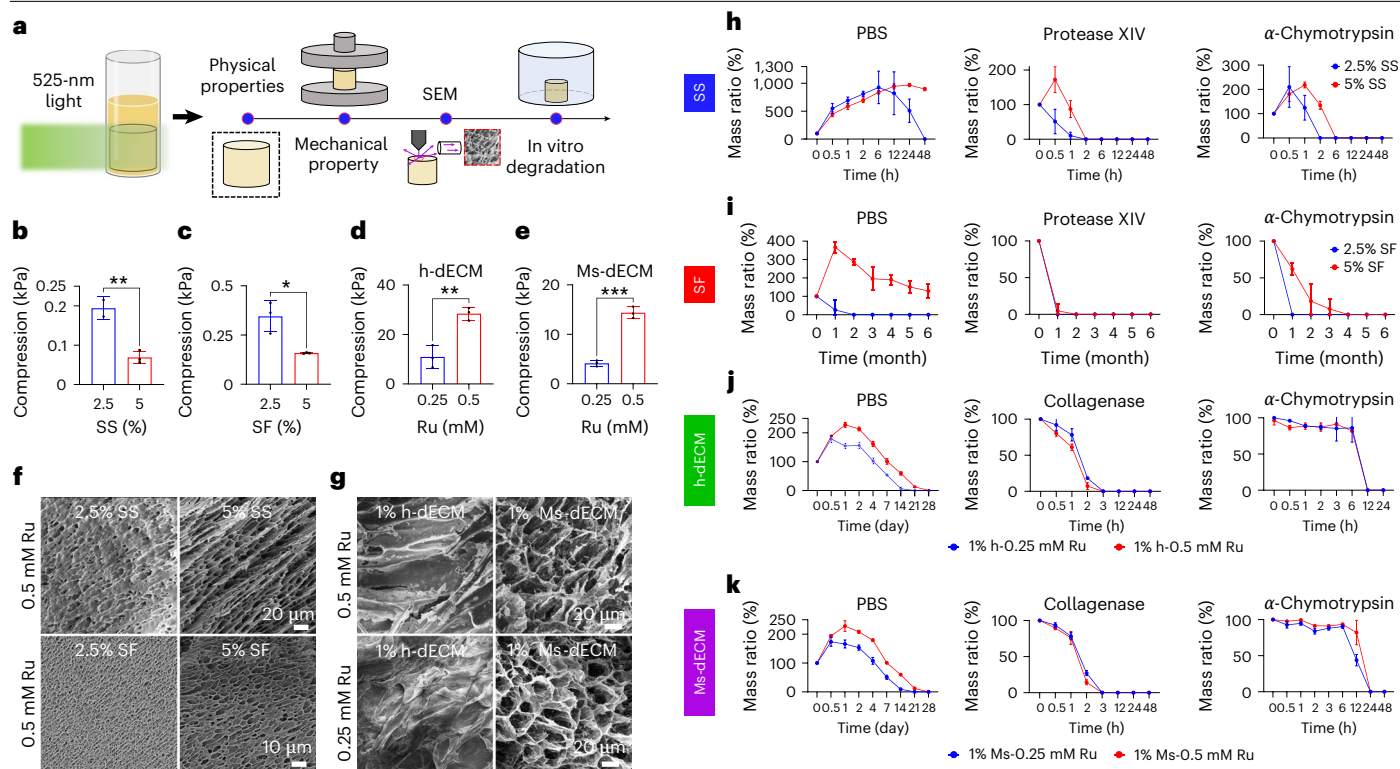 a
525-nm
light
Physical
properties
Mechanical
property
SEM
In vitro
degradation
b
Compression (kPa)
0.25
0.2
0.1
0
**
2.5
5
SS (%)
c
Compression (kPa)
0.5
0.25
0
*
2.5
5
SF (%)
d
h-dECM
Compression (kPa)
40
20
0
**
0.25
0.5
Ru (mM)
e
Ms-dECM
Compression (kPa)
20
10
0
***
0.25
0.5
Ru (mM)
f
0.5 mM Ru
2.5% SS
5% SS
20 μm
0.5 mM Ru
2.5% SF
5% SF
10 μm
g
0.5 mM Ru
1% h-dECM
1% Ms-dECM
20 μm
0.25 mM Ru
1% h-dECM
1% Ms-dECM
20 μm
h
SS
PBS
Mass ratio (%)
1,300
1,000
500
0
0 0.5 1 2 6 12 24 48
Time (h)
Protease XIV
Mass ratio (%)
200
100
0
0 0.5 1 2 6 12 24 48
Time (h)
α-Chymotrypsin
Mass ratio (%)
300
200
100
0
2.5% SS
5% SS
0 0.5 1 2 6 12 24 48
Time (h)
i
SF
PBS
Mass ratio (%)
400
300
200
100
0
0 1 2 3 4 5 6
Time (month)
Protease XIV
Mass ratio (%)
100
50
0
0 1 2 3 4 5 6
Time (month)
α-Chymotrypsin
Mass ratio (%)
100
50
0
2.5% SF
5% SF
0 1 2 3 4 5 6
Time (month)
j
h-dECM
PBS
Mass ratio (%)
250
200
100
0
0 0.5 1 2 4 7 14 21 28
Time (day)
Collagenase
Mass ratio (%)
100
50
0
0 0.5 1 2 3 6 12 24
Time (h)
α-Chymotrypsin
Mass ratio (%)
100
50
0
0 0.5 1 2 3 6 12 24
Time (h)
1% h-0.25 mM Ru
1% h-0.5 mM Ru
k
Ms-dECM
PBS
Mass ratio (%)
250
200
100
0
0 0.5 1 2 4 7 14 21 28
Time (day)
Collagenase
Mass ratio (%)
100
50
0
0 0.5 1 2 3 6 12 24 48
Time (h)
α-Chymotrypsin
Mass ratio (%)
100
50
0
0 0.5 1 2 4 3 6 12 24 48
Time (h)
1% Ms-0.25 mM Ru
1% Ms-0.5 mM Ru